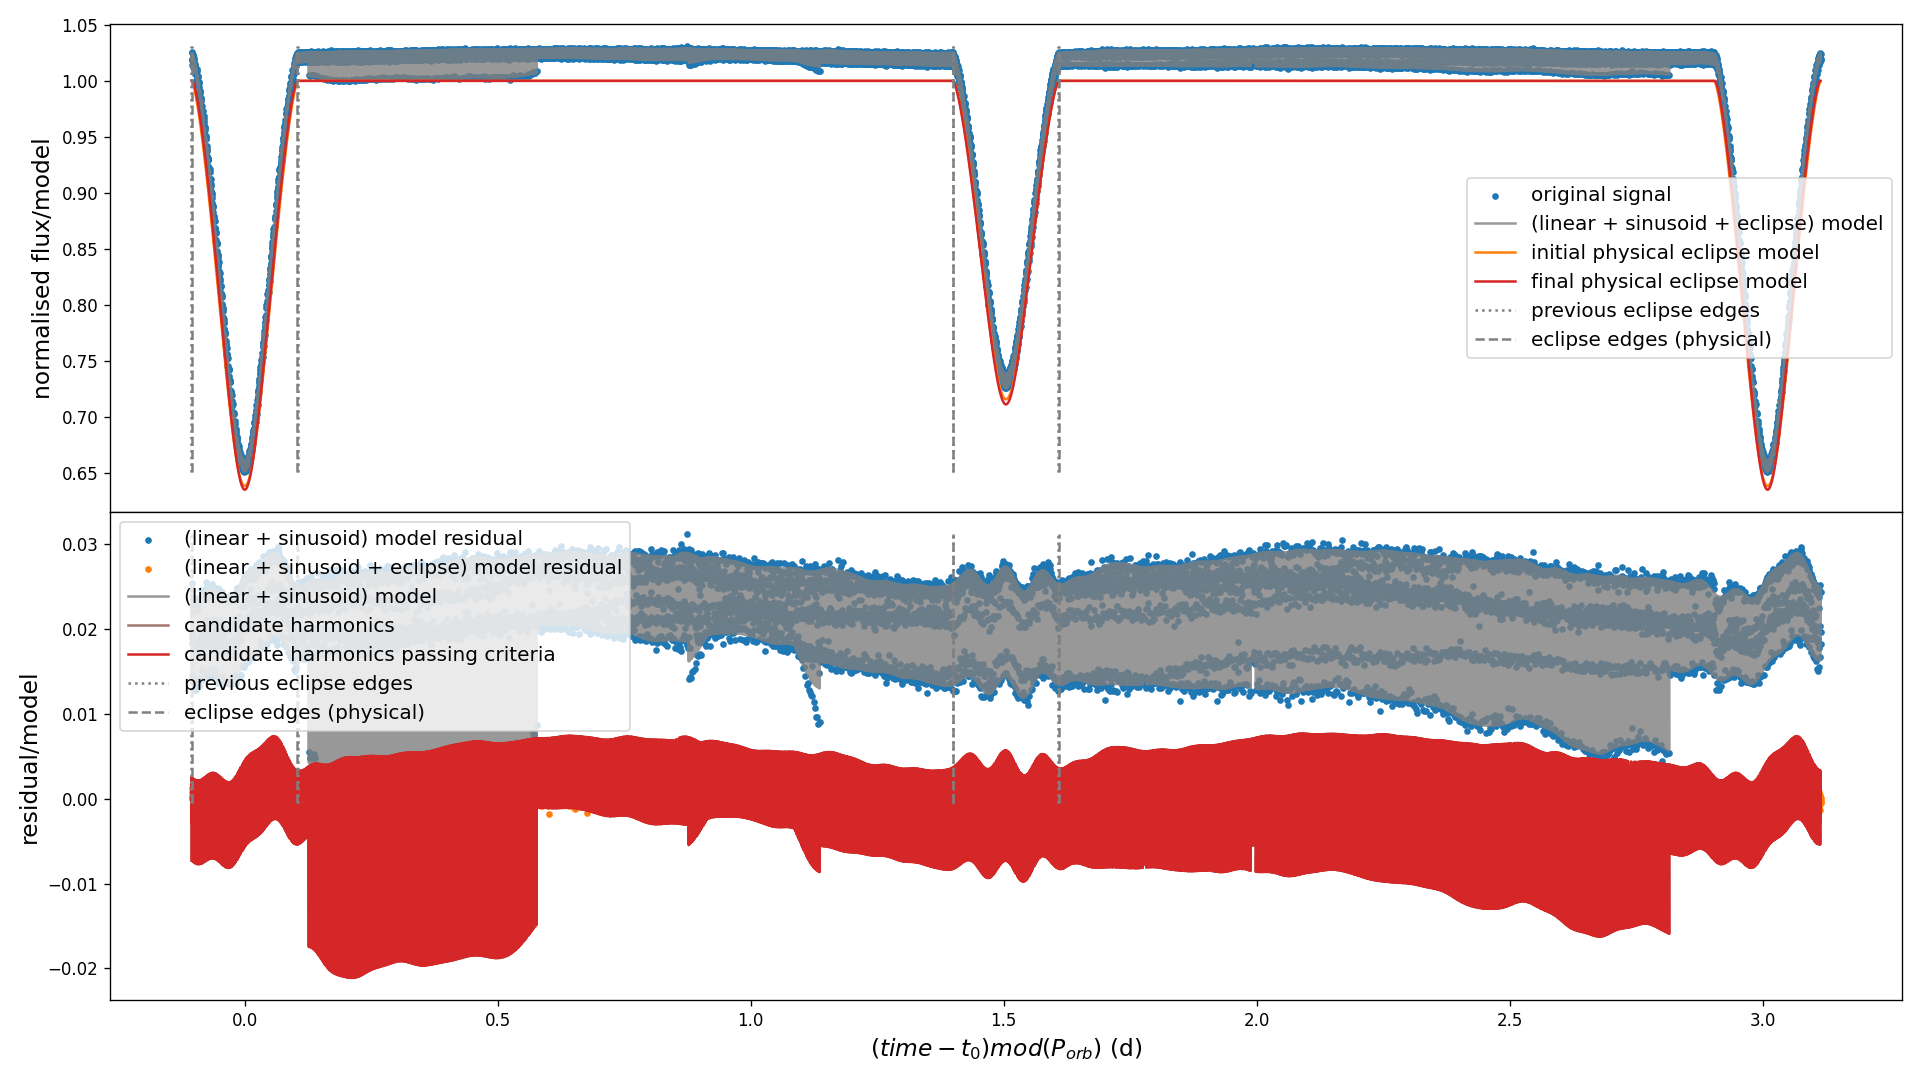 1.05
1.00
0.95
0.90
0.85
0.80
0.75
0.70
0.65
normalised flux/model
original signal
(linear + sinusoid + eclipse) model
initial physical eclipse model
final physical eclipse model
previous eclipse edges
eclipse edges (physical)
0.03
0.02
0.01
0.00
−0.01
−0.02
residual/model
(linear + sinusoid) model residual
(linear + sinusoid + eclipse) model residual
(linear + sinusoid) model
candidate harmonics
candidate harmonics passing criteria
previous eclipse edges
eclipse edges (physical)
0.0 0.5 1.0 1.5 2.0 2.5 3.0
(time − t₀)mod(P_orb) (d)